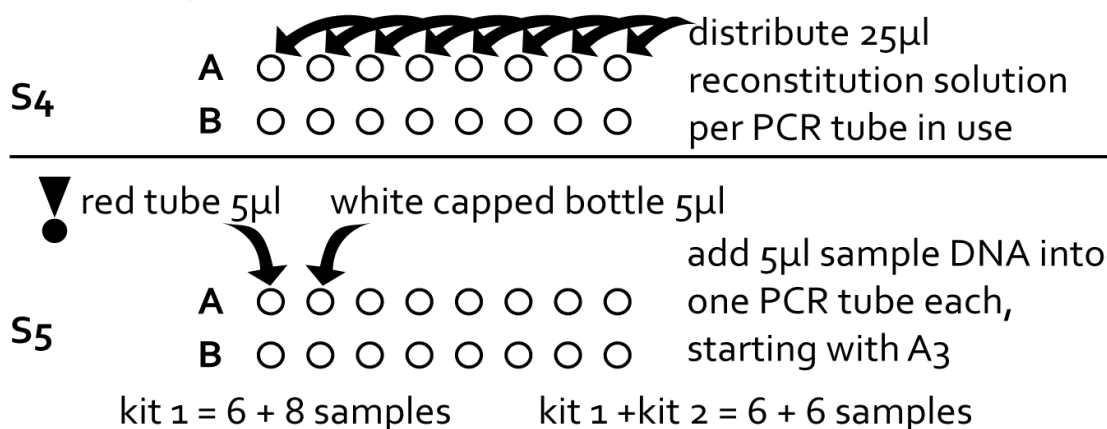 distribute 25µl
S4
A
reconstitution solution
B
per PCR tube in use
red tube 5µl white capped bottle 5µl
add 5µl sample DNA into
S5
A
one PCR tube each,
B
starting with A3
kit 1 = 6 + 8 samples kit 1 +kit 2 = 6 + 6 samples